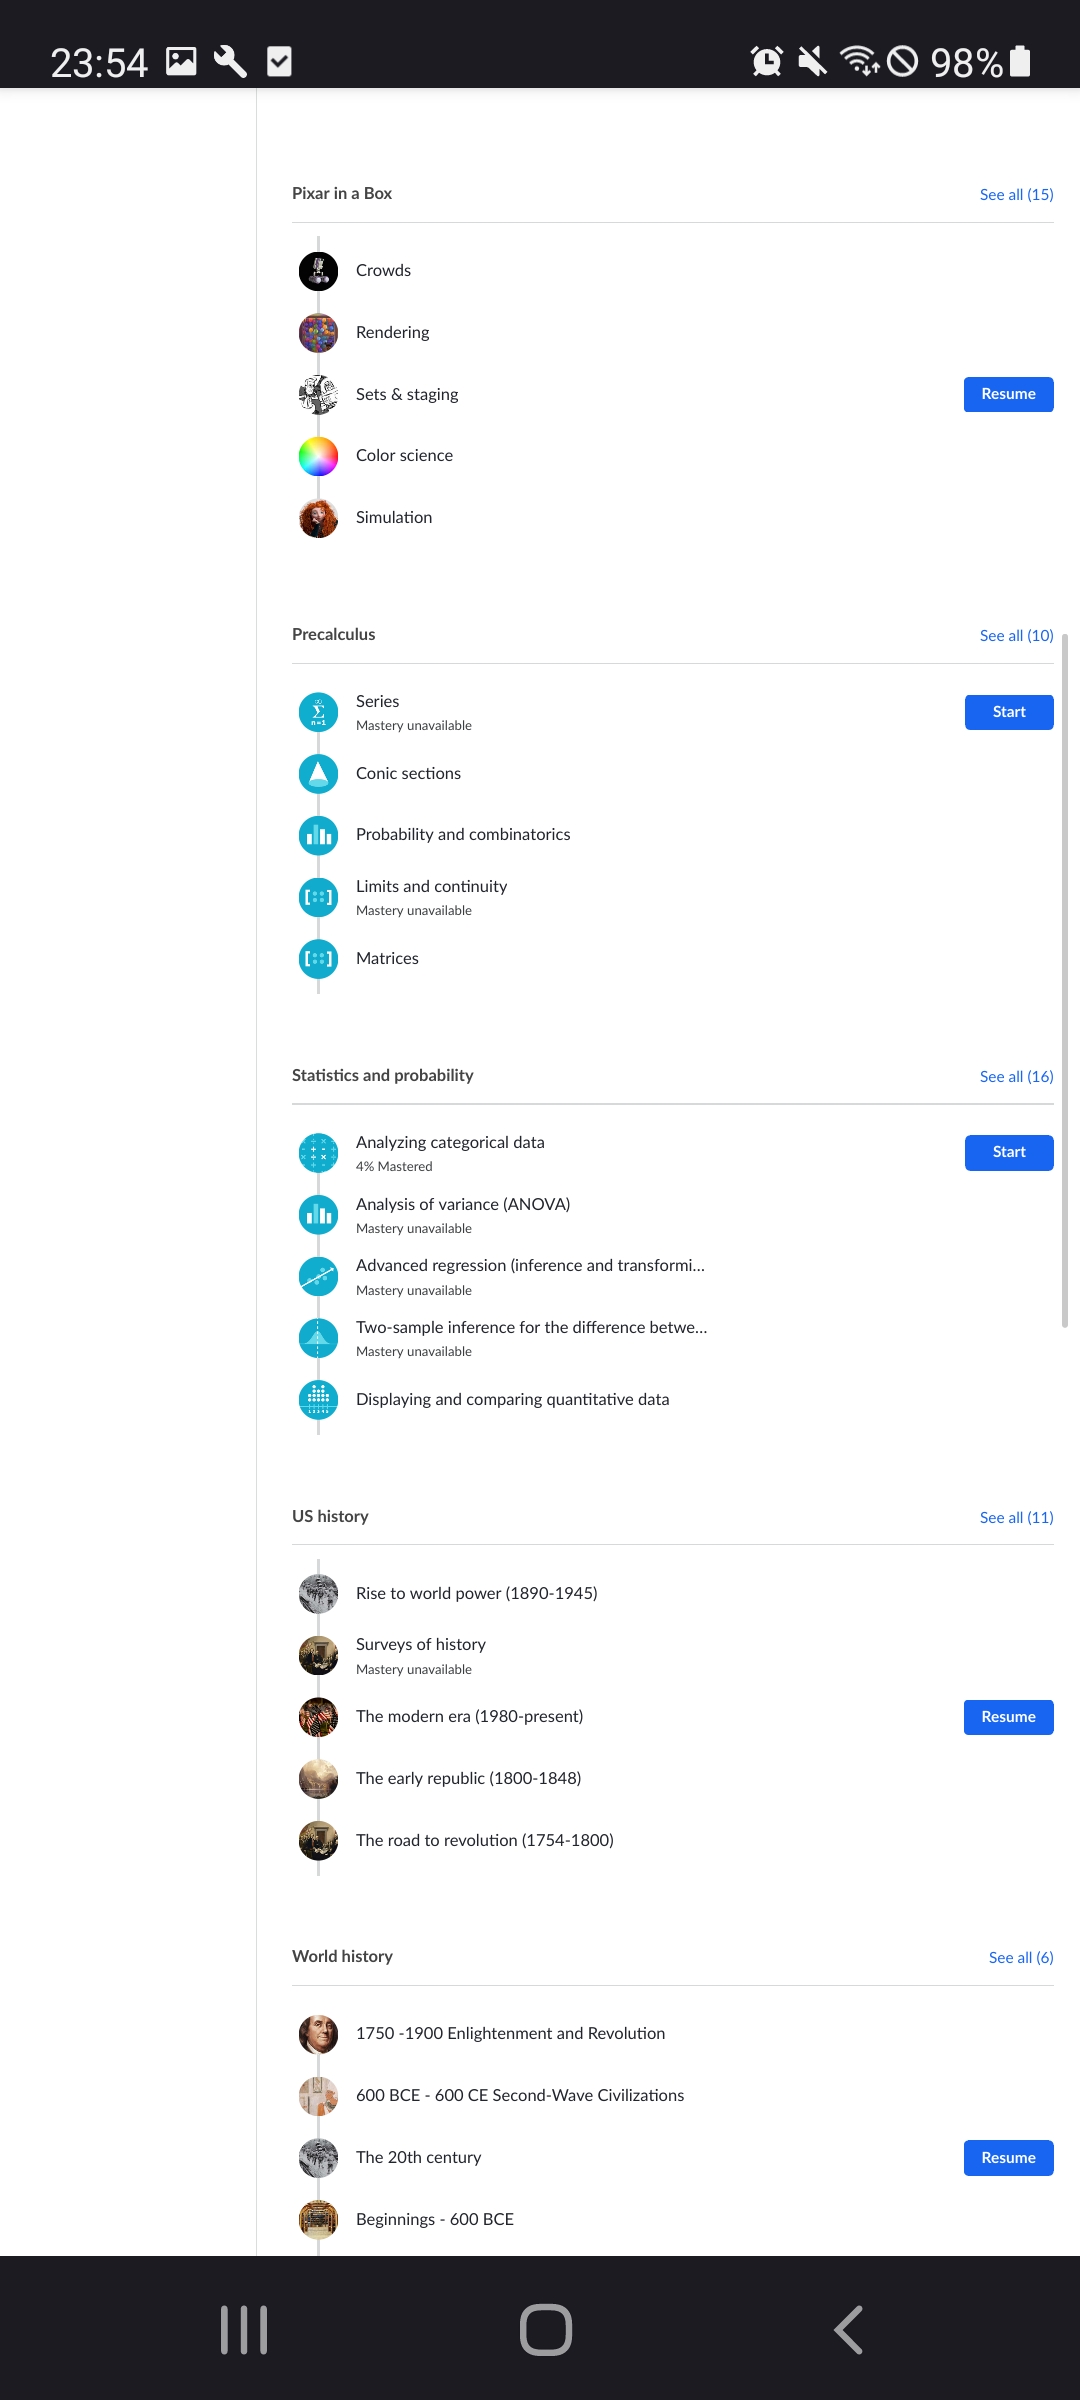 23:54
98%
Pixar in a Box
See all (15)
Crowds
Rendering
Sets & staging
Resume
Color science
Simulation
Precalculus
See all (10)
Series
Mastery unavailable
Start
Conic sections
Probability and combinatorics
Limits and continuity
Mastery unavailable
Matrices
Statistics and probability
See all (16)
Analyzing categorical data
4% Mastered
Start
Analysis of variance (ANOVA)
Mastery unavailable
Advanced regression (inference and transformi...
Mastery unavailable
Two-sample inference for the difference betwe...
Mastery unavailable
Displaying and comparing quantitative data
US history
See all (11)
Rise to world power (1890-1945)
Surveys of history
Mastery unavailable
The modern era (1980-present)
Resume
The early republic (1800-1848)
The road to revolution (1754-1800)
World history
See all (6)
1750 -1900 Enlightenment and Revolution
600 BCE - 600 CE Second-Wave Civilizations
The 20th century
Resume
Beginnings - 600 BCE